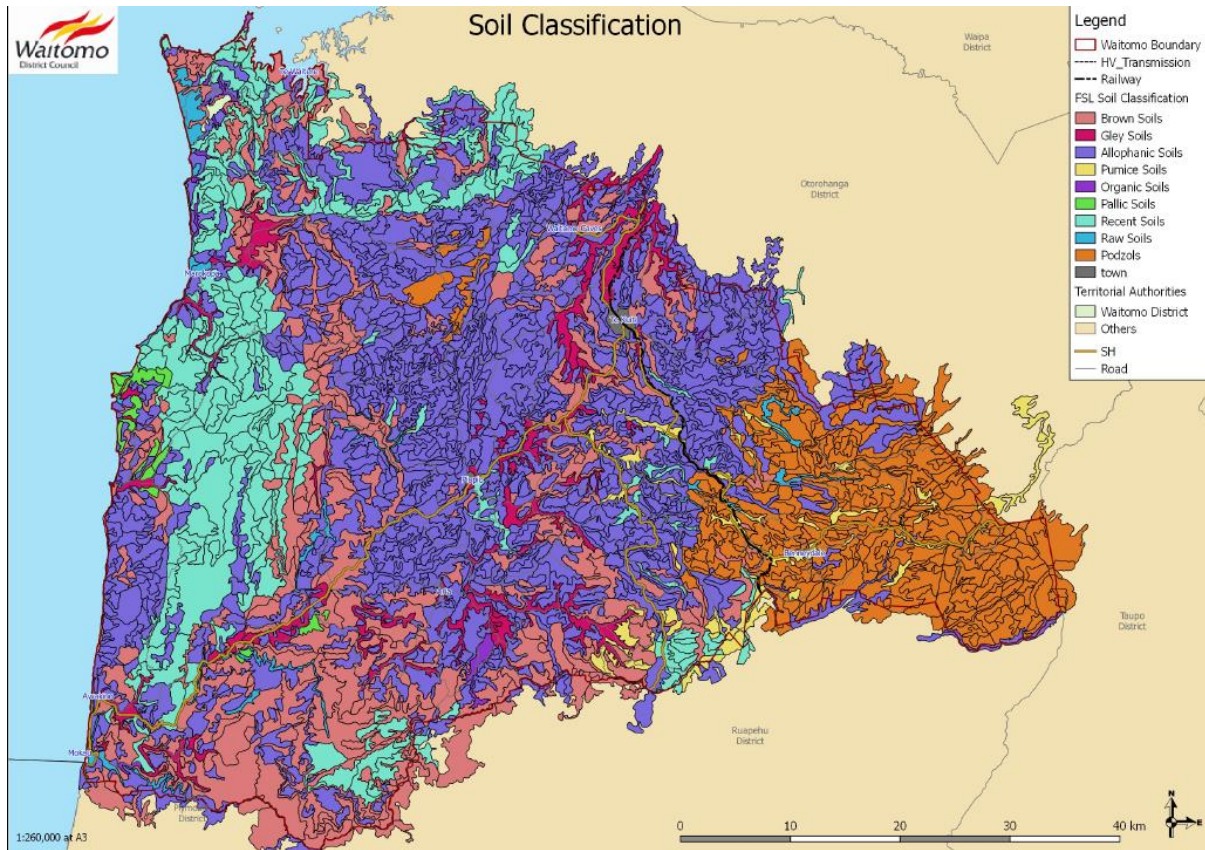 Waitomo
District Council
Soil Classification
Waipa
District
Otorohanga
District
Waitomo Caves
Te Kuiti
Piopio
Aria
Benneydale
Awakino
Mokau
Taupo
District
Ruapehu
District
District
1:260,000 at A3
0 10 20 30 40 km
N
E
Legend
Waitomo Boundary
HV_Transmission
Railway
FSL Soil Classification
Brown Soils
Gley Soils
Allophanic Soils
Pumice Soils
Organic Soils
Pallic Soils
Recent Soils
Raw Soils
Podzols
town
Territorial Authorities
Waitomo District
Others
SH
Road